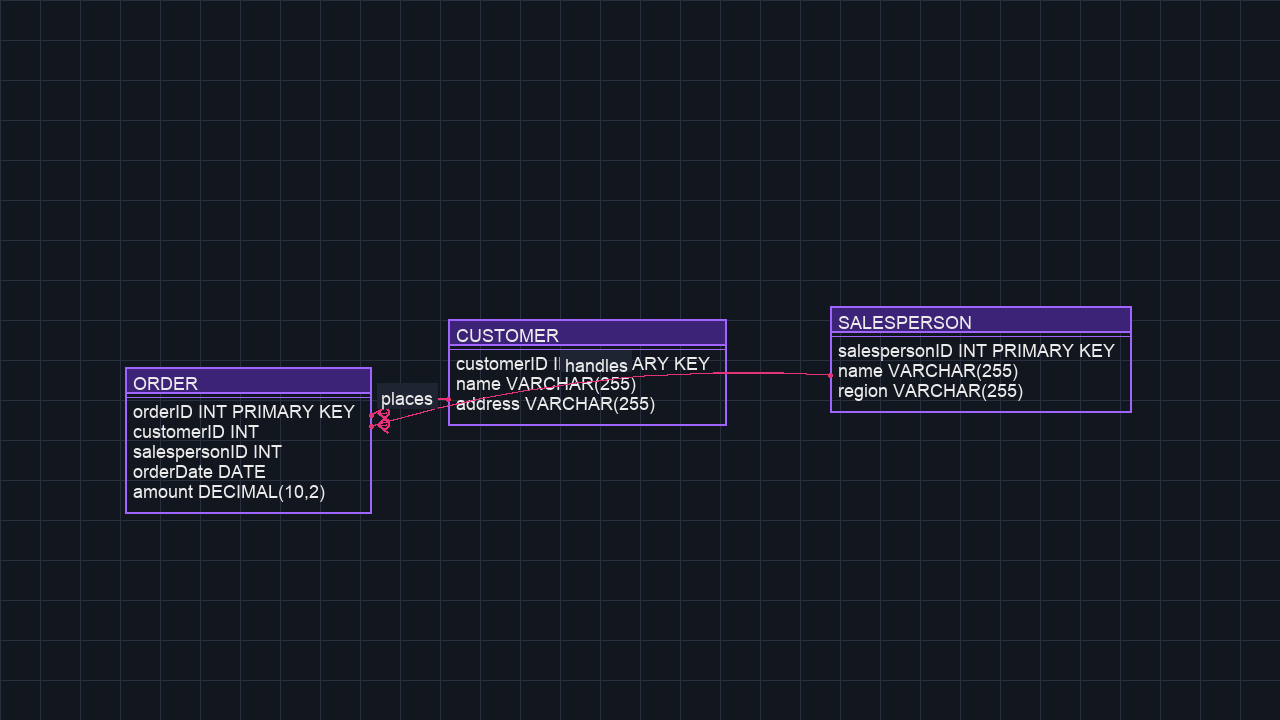 ORDER
orderID INT PRIMARY KEY
customerID INT
salespersonID INT
orderDate DATE
amount DECIMAL(10,2)
places
CUSTOMER
customerID ARY KEY
handles
name VARCHAR(255)
address VARCHAR(255)
SALESPERSON
salespersonID INT PRIMARY KEY
name VARCHAR(255)
region VARCHAR(255)